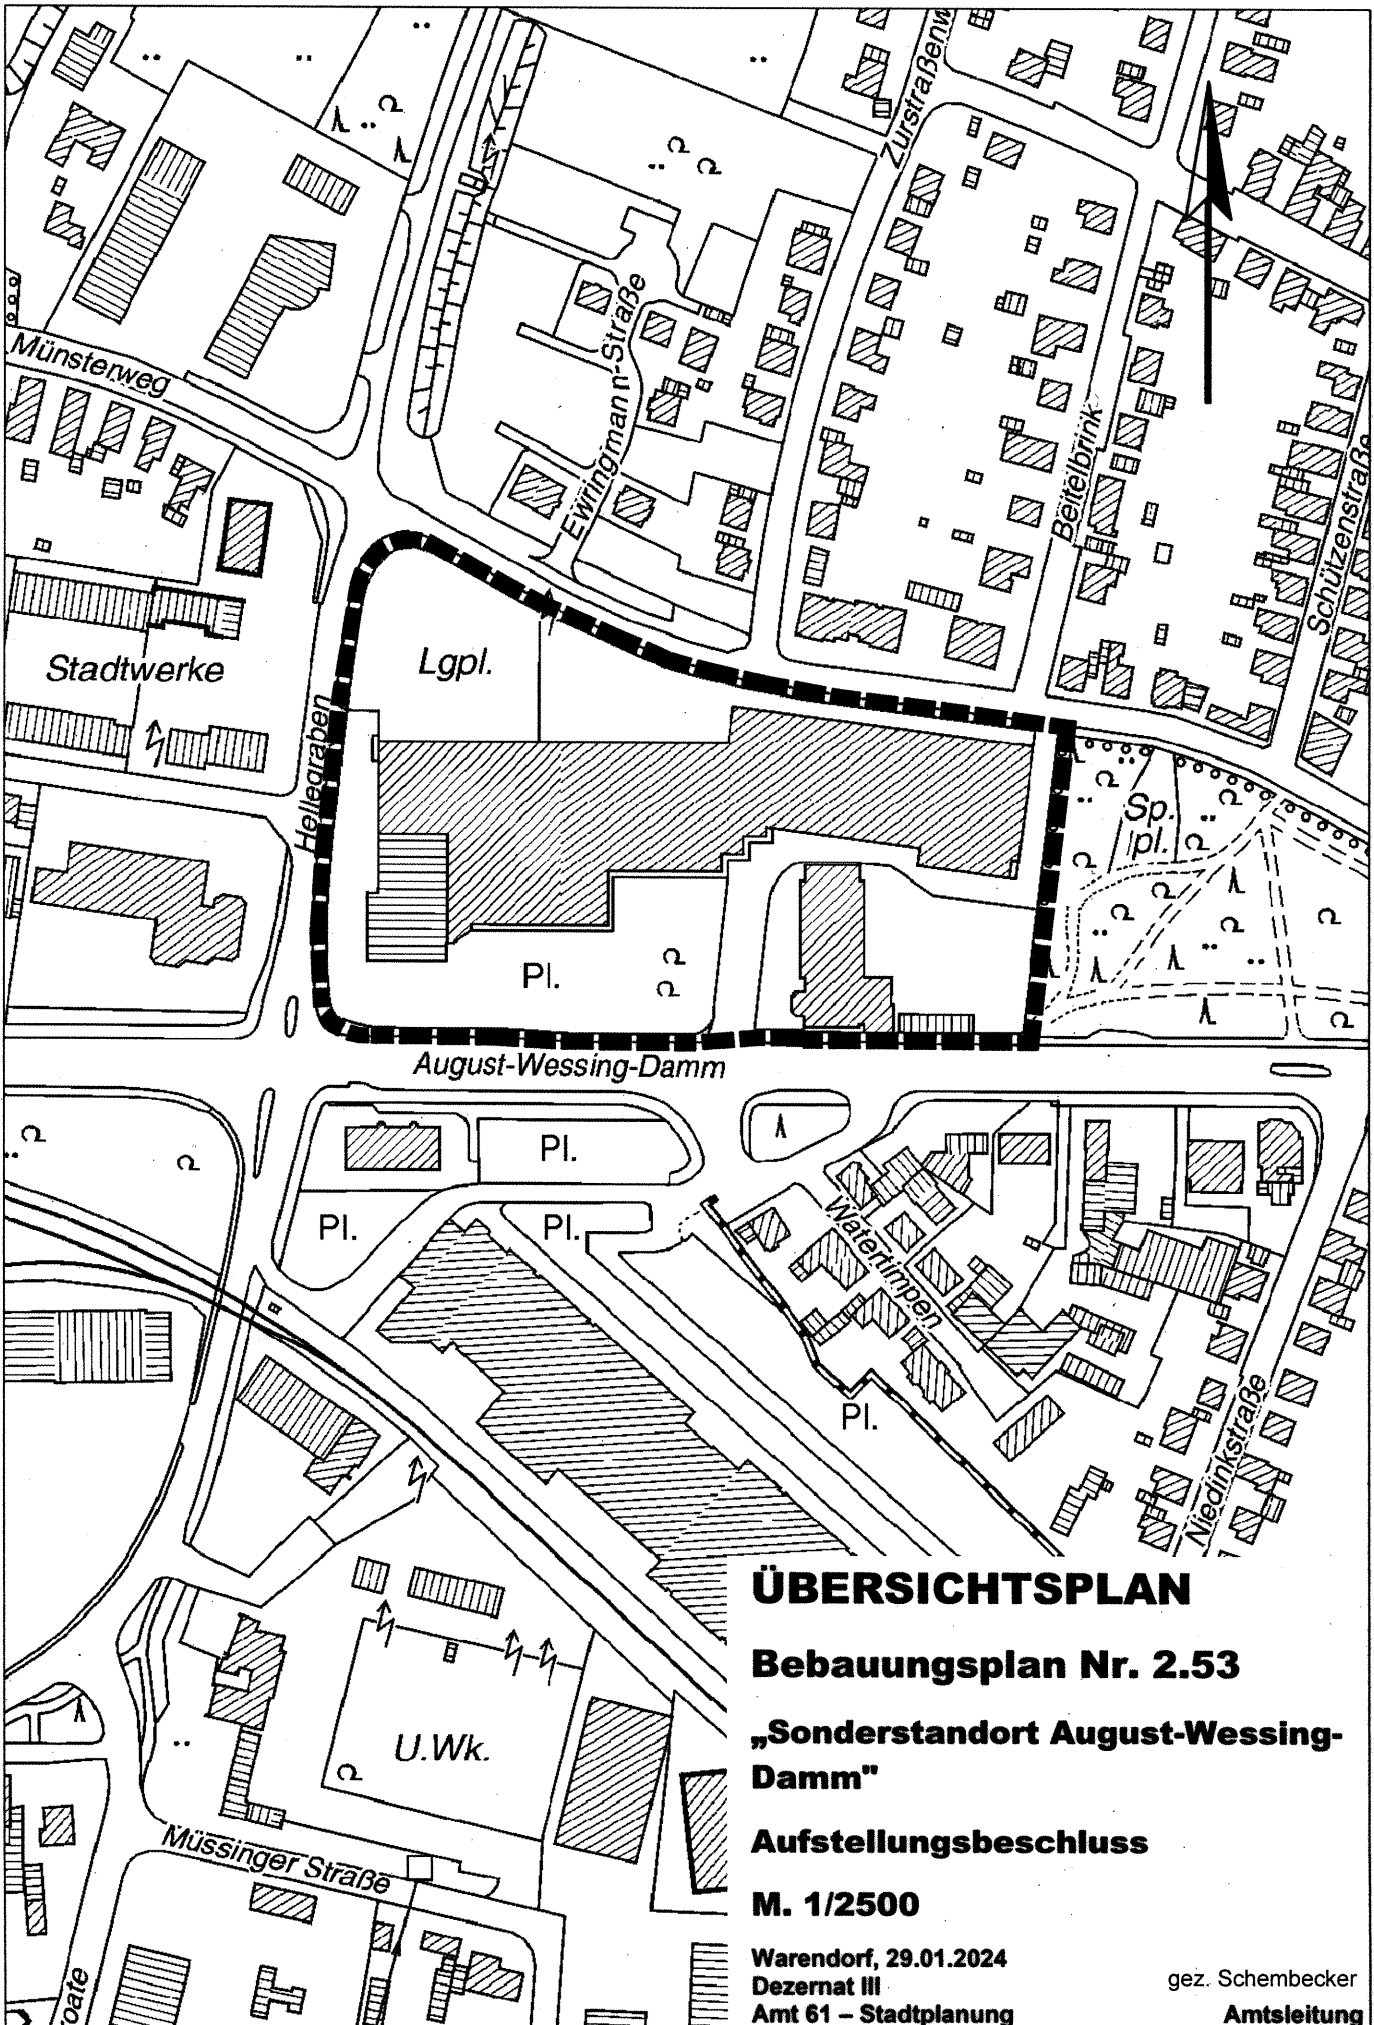 Zurstraßenw
Münsterweg
Ewringmann-Straße
Beitelbrink
Schützenstraße
Stadtwerke
Lgpl.
Hellegraben
Sp.
pl.
Pl.
August-Wessing-Damm
Pl.
Pl.
Pl.
Watertimpen
Pl.
Niedinkstraße
U.Wk.
Müssinger Straße
ÜBERSICHTSPLAN
Bebauungsplan Nr. 2.53
„Sonderstandort August-Wessing-
Damm"
Aufstellungsbeschluss
M. 1/2500
Warendorf, 29.01.2024
Dezernat III
gez. Schembecker
Amt 61 – Stadtplanung
Amtsleitung